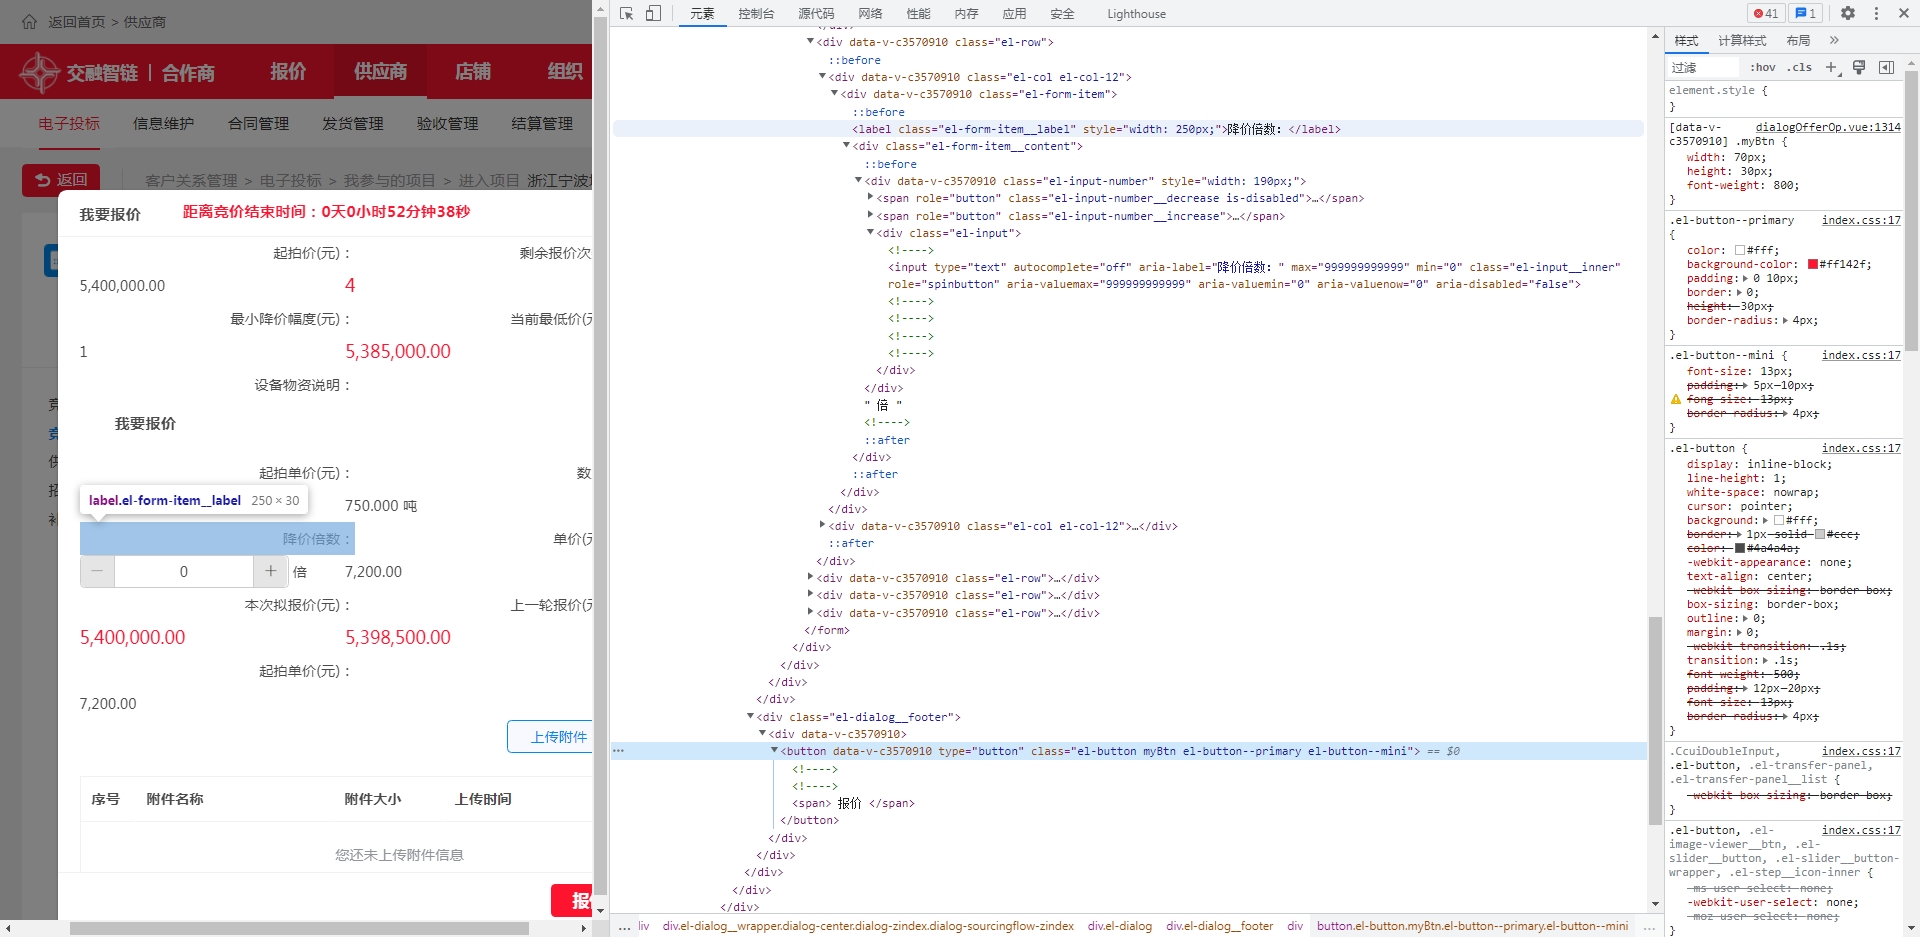 返回首页 > 供应商
交融智链 | 合作商 报价 供应商 店铺 组织
电子投标 信息维护 合同管理 发货管理 验收管理 结算管理
返回 客户关系管理 > 电子投标 > 我参与的项目 > 进入项目 浙江宁波
我要报价 距离竞价结束时间：0天0小时52分钟38秒
起拍价(元)： 剩余报价次
5,400,000.00 4
最小降价幅度(元)： 当前最低价(元
1 5,385,000.00
设备物资说明：
我要报价
起拍单价(元)： 数
label.el-form-item__label 250 × 30
750.000 吨
降价倍数： 单价(元
0 倍 7,200.00
本次拟报价(元)： 上一轮报价(元
5,400,000.00 5,398,500.00
起拍单价(元)：
7,200.00
上传附件
序号 附件名称 附件大小 上传时间
您还未上传附件信息
报
元素 控制台 源代码 网络 性能 内存 应用 安全 Lighthouse 41 1
</div>
<div data-v-c3570910 class="el-row">
::before
<div data-v-c3570910 class="el-col el-col-12">
<div data-v-c3570910 class="el-form-item">
::before
<label class="el-form-item__label" style="width: 250px;">降价倍数：</label>
<div class="el-form-item__content">
::before
<div data-v-c3570910 class="el-input-number" style="width: 190px;">
<span role="button" class="el-input-number__decrease is-disabled">…</span>
<span role="button" class="el-input-number__increase">…</span>
<div class="el-input">
<!---->
<input type="text" autocomplete="off" aria-label="降价倍数：" max="999999999999" min="0" class="el-input__inner"
role="spinbutton" aria-valuemax="999999999999" aria-valuemin="0" aria-valuenow="0" aria-disabled="false">
<!---->
<!---->
<!---->
<!---->
</div>
</div>
" 倍 "
<!---->
::after
</div>
::after
</div>
</div>
<div data-v-c3570910 class="el-col el-col-12">…</div>
::after
</div>
<div data-v-c3570910 class="el-row">…</div>
<div data-v-c3570910 class="el-row">…</div>
<div data-v-c3570910 class="el-row">…</div>
</form>
</div>
</div>
</div>
</div>
<div class="el-dialog__footer">
<div data-v-c3570910>
<button data-v-c3570910 type="button" class="el-button myBtn el-button--primary el-button--mini"> == $0
<!---->
<!---->
<span> 报价 </span>
</button>
</div>
</div>
</div>
</div>
</div>
… iv div.el-dialog__wrapper.dialog-center.dialog-zindex.dialog-sourcingflow-zindex div.el-dialog div.el-dialog__footer div button.el-button.myBtn.el-button--primary.el-button--mini …
样式 计算样式 布局 »
过滤 :hov .cls +
element.style {
}
[data-v- dialogOfferOp.vue:1314
c3570910] .myBtn {
width: 70px;
height: 30px;
font-weight: 800;
}
.el-button--primary index.css:17
{
color: #fff;
background-color: #ff142f;
padding: 0 10px;
border: 0;
height: 30px;
border-radius: 4px;
}
.el-button--mini { index.css:17
font-size: 13px;
padding: 5px 10px;
fong-size: 13px;
border-radius: 4px;
}
.el-button { index.css:17
display: inline-block;
line-height: 1;
white-space: nowrap;
cursor: pointer;
background: #fff;
border: 1px solid #ccc;
color: #4a4a4a;
-webkit-appearance: none;
text-align: center;
-webkit-box-sizing: border-box;
box-sizing: border-box;
outline: 0;
margin: 0;
-webkit-transition: .1s;
transition: .1s;
font-weight: 500;
padding: 12px 20px;
font-size: 13px;
border-radius: 4px;
}
.CcuiDoubleInput, index.css:17
.el-button, .el-transfer-panel,
.el-transfer-panel__list {
-webkit-box-sizing: border-box;
}
.el-button, .el- index.css:17
image-viewer__btn, .el-
slider__button, .el-slider__button-
wrapper, .el-step__icon-inner {
-ms-user-select: none;
-webkit-user-select: none;
-moz-user-select: none;
}